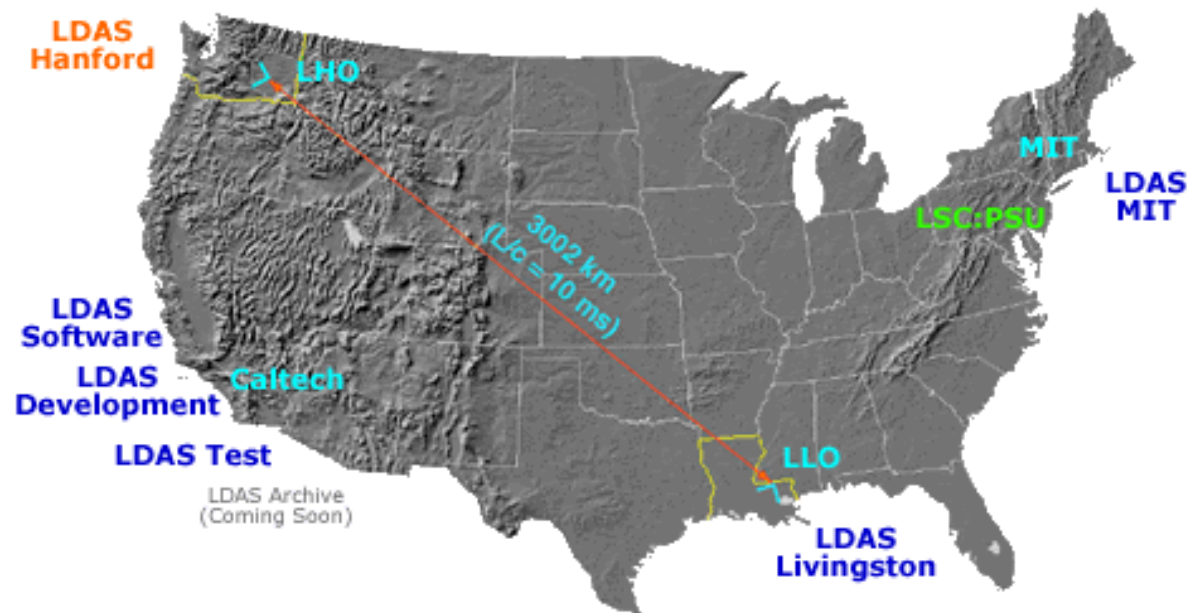 LDAS
Hanford
LHO
MIT
LDAS
MIT
LSC:PSU
3002 km
(L/c = 10 ms)
LDAS
Software
LDAS
Development
Caltech
LDAS Test
LDAS Archive
(Coming Soon)
LLO
LDAS
Livingston